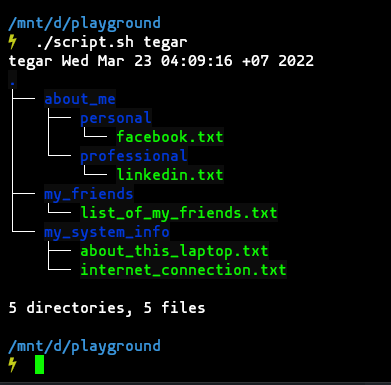 /mnt/d/playground
⚡ ./script.sh tegar
tegar Wed Mar 23 04:09:16 +07 2022
.
├── about_me
│   ├── personal
│   │   └── facebook.txt
│   └── professional
│       └── linkedin.txt
├── my_friends
│   └── list_of_my_friends.txt
└── my_system_info
    ├── about_this_laptop.txt
    └── internet_connection.txt
5 directories, 5 files
/mnt/d/playground
⚡